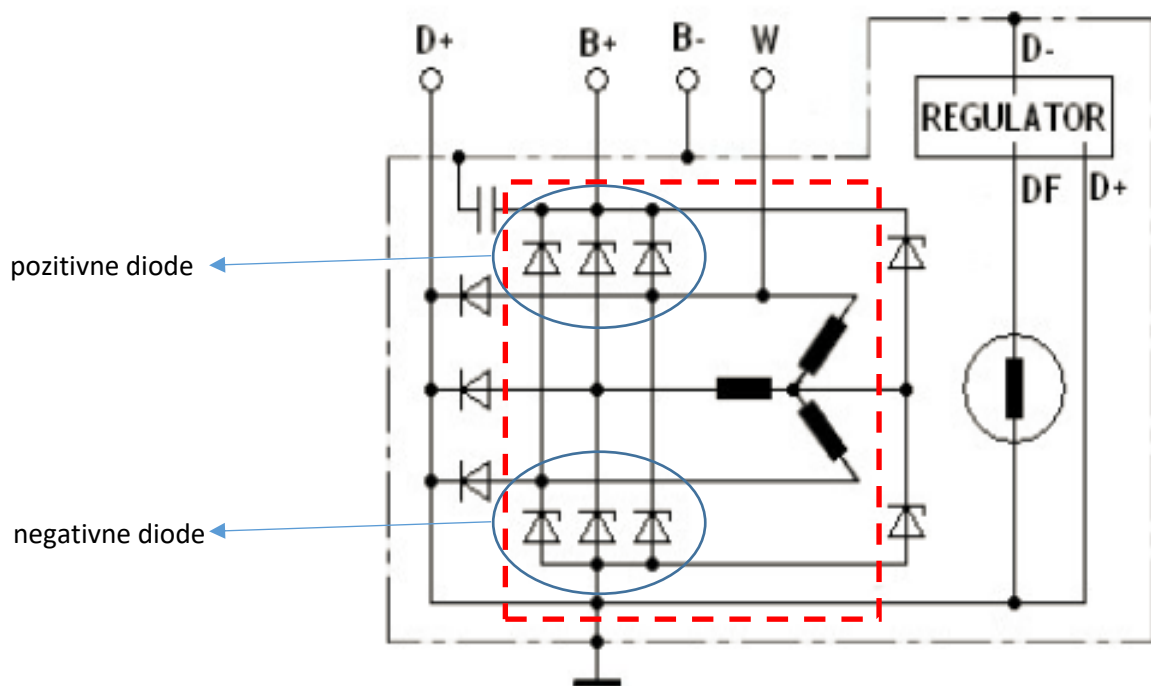 D+ B+ B- W
D-
REGULATOR
DF D+
pozitivne diode
negativne diode